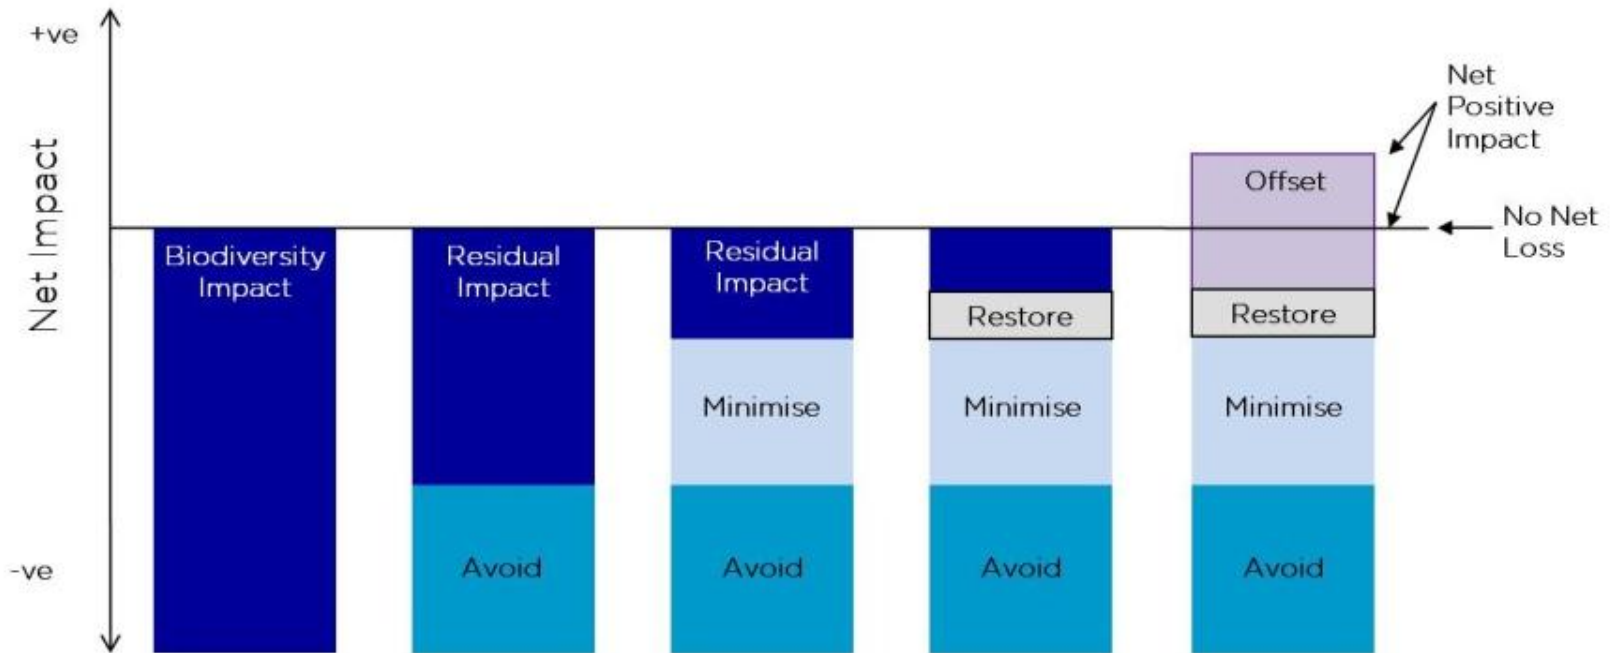 +ve
Net Impact
-ve
Biodiversity
Impact
Residual
Impact
Avoid
Residual
Impact
Minimise
Avoid
Restore
Minimise
Avoid
Offset
Restore
Minimise
Avoid
Net
Positive
Impact
No Net
Loss